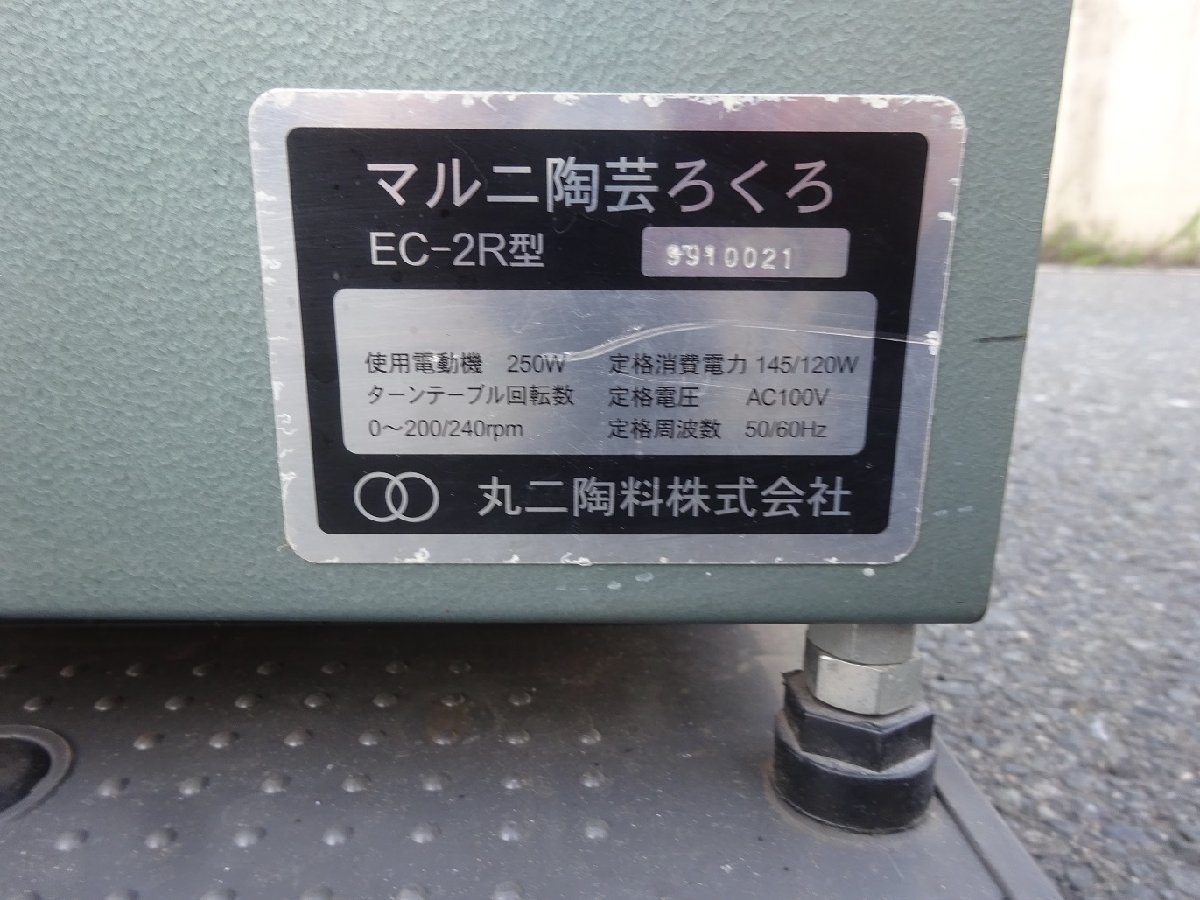 マルニ陶芸ろくろ
EC-2R型 9910021
使用電動機 250W 定格消費電力 145/120W
ターンテーブル回転数 定格電圧 AC100V
0～200/240rpm 定格周波数 50/60Hz
丸二陶料株式会社